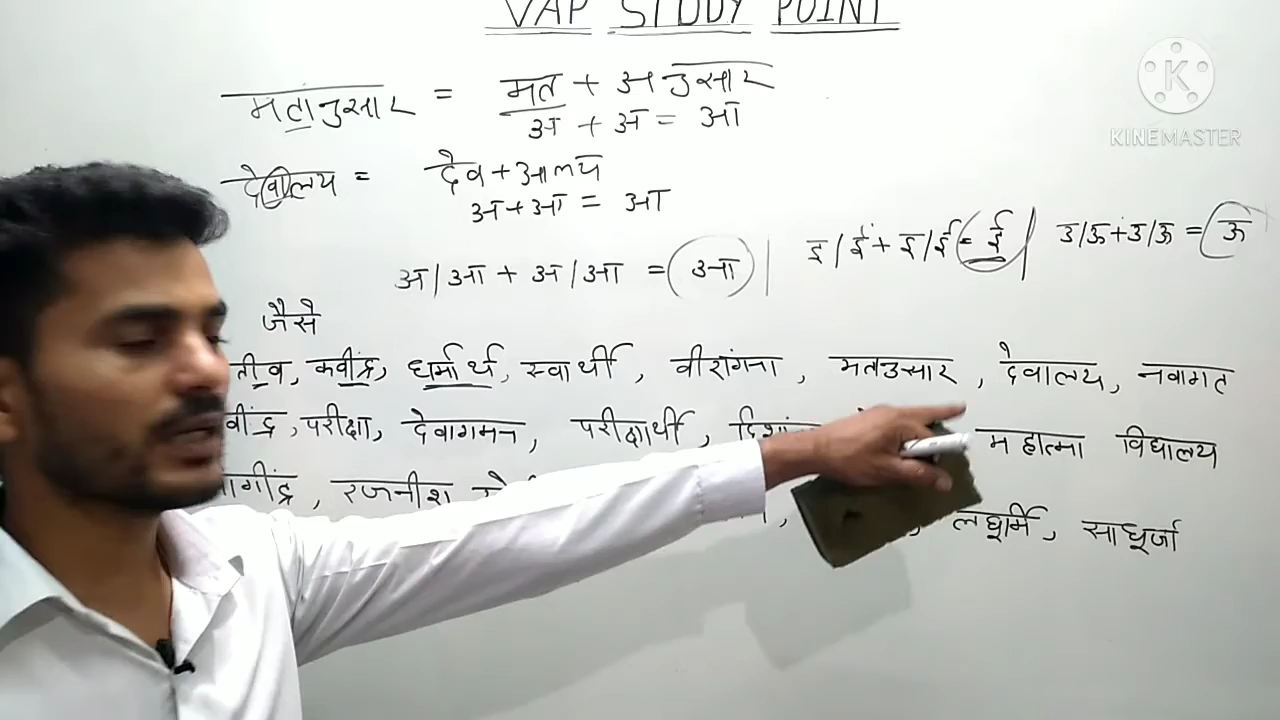 VAP STUDY POINT
मतानुसार = मत + अनुसार
अ + अ = आ
देवालय = देव + आलय
अ + आ = आ
अ/आ + अ/आ = आ | इ/ई + इ/ई = ई | उ/ऊ + उ/ऊ = ऊ
जैसे
तीव, कवींद्र, धर्मार्थ, स्वार्थी, वीरांगना, मतउसार, देवालय, नवागत
वींद्र, परीक्षा, देवागमन, परीक्षार्थी, महात्मा विद्यालय
गींद्र, रजनीश लघूर्मि, साधूर्जा
KINEMASTER